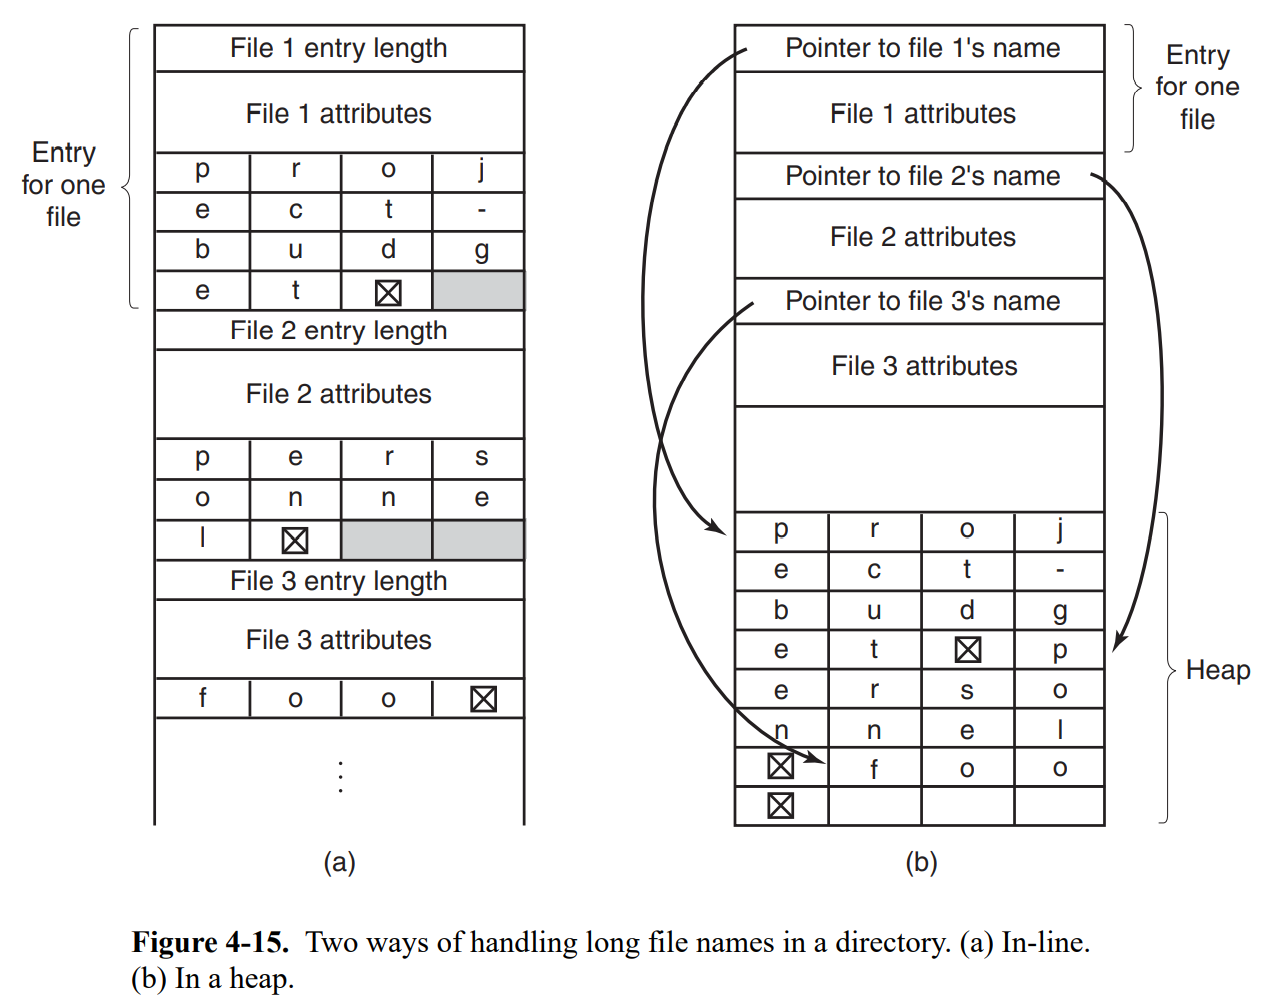 File 1 entry length
File 1 attributes
Entry
for one
file
p r o j
e c t -
b u d g
e t
File 2 entry length
File 2 attributes
p e r s
o n n e
l
File 3 entry length
File 3 attributes
f o o
⋮
(a)
Pointer to file 1's name
File 1 attributes
Entry
for one
file
Pointer to file 2's name
File 2 attributes
Pointer to file 3's name
File 3 attributes
p r o j
e c t -
b u d g
e t p
e r s o
n n e l
f o o
Heap
(b)
Figure 4-15. Two ways of handling long file names in a directory. (a) In-line.
(b) In a heap.